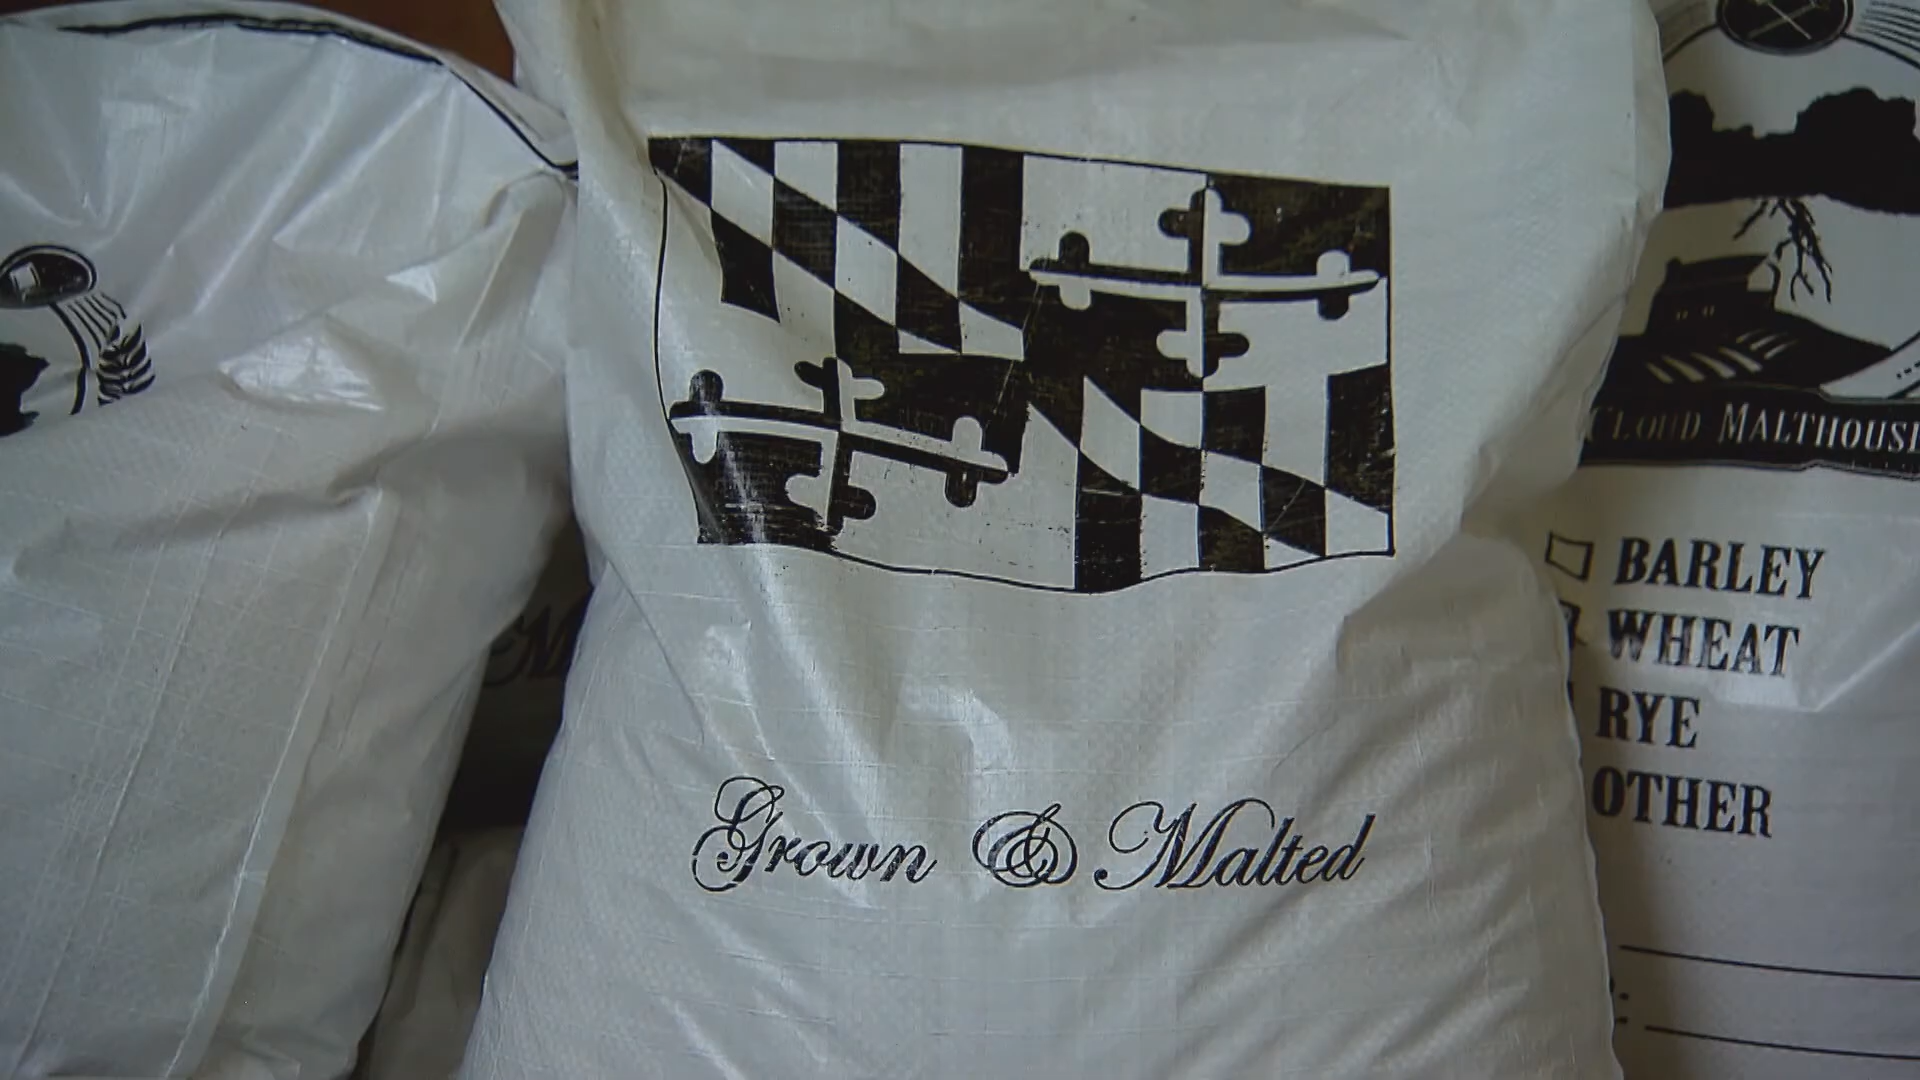 Grown & Malted
CLOUD MALTHOUSE
BARLEY
WHEAT
RYE
OTHER